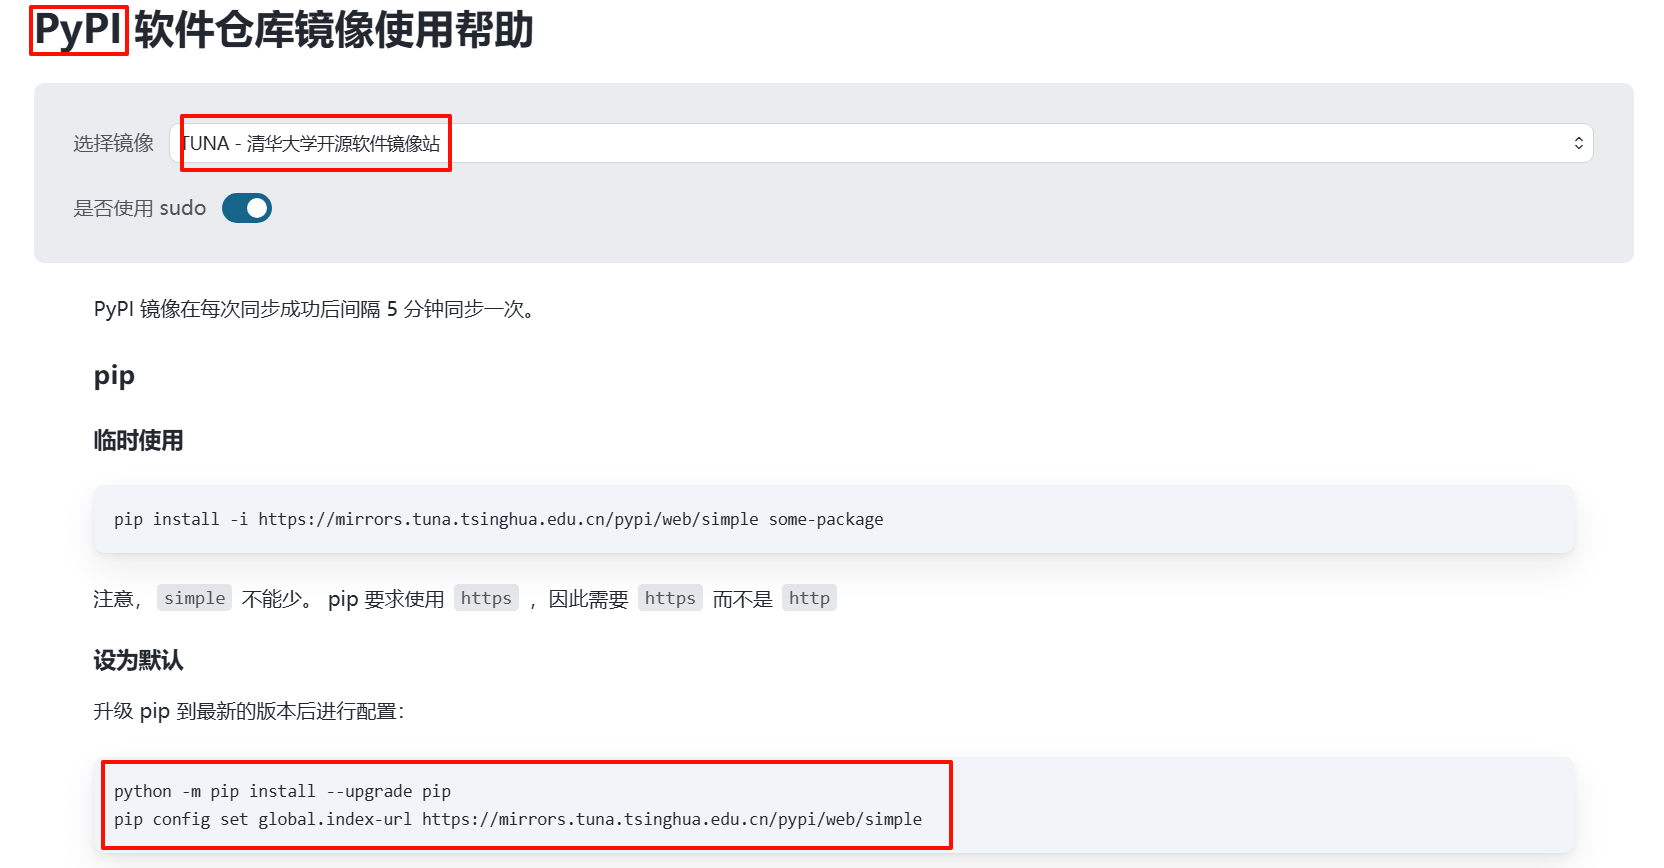 PyPI 软件仓库镜像使用帮助
选择镜像 TUNA - 清华大学开源软件镜像站
是否使用 sudo
PyPI 镜像在每次同步成功后间隔 5 分钟同步一次。
pip
临时使用
pip install -i https://mirrors.tuna.tsinghua.edu.cn/pypi/web/simple some-package
注意， simple 不能少。 pip 要求使用 https ，因此需要 https 而不是 http
设为默认
升级 pip 到最新的版本后进行配置：
python -m pip install --upgrade pip
pip config set global.index-url https://mirrors.tuna.tsinghua.edu.cn/pypi/web/simple